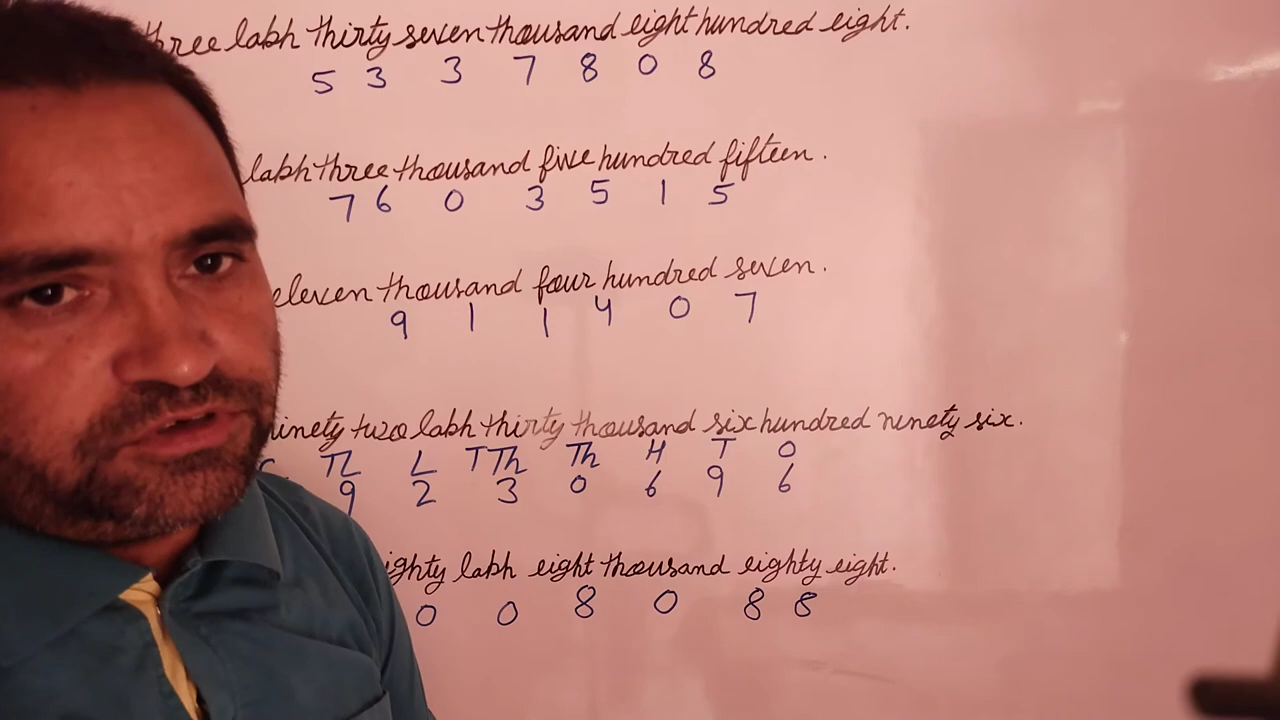 three lakh thirty seven thousand eight hundred eight.
5 3 3 7 8 0 8
lakh three thousand five hundred fifteen.
7 6 0 3 5 1 5
eleven thousand four hundred seven.
9 1 1 4 0 7
ninety two lakh thirty thousand six hundred ninety six.
TL L TTh Th H T O
9 2 3 0 6 9 6
eighty lakh eight thousand eighty eight.
0 0 8 0 8 8